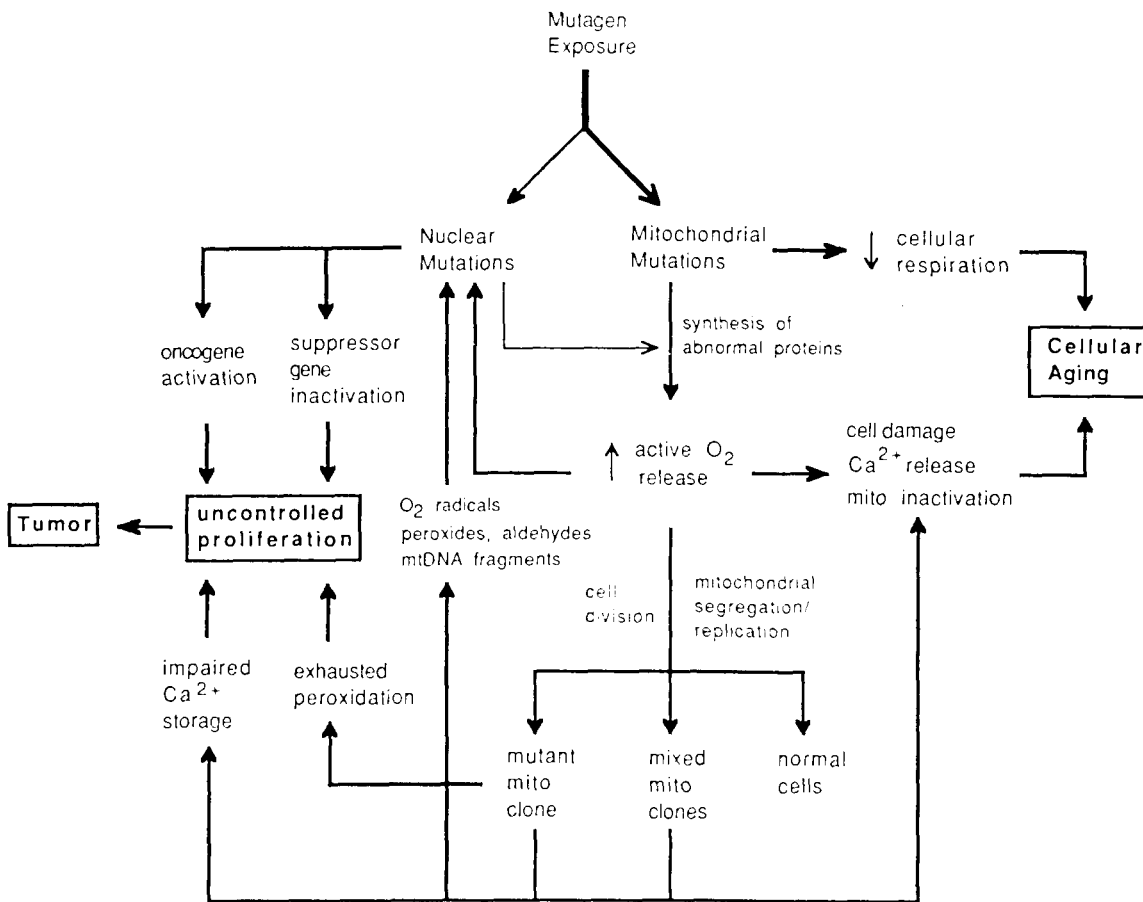 Mutagen
Exposure
Nuclear
Mutations
Mitochondrial
Mutations
↓ cellular
respiration
oncogene
activation
suppressor
gene
inactivation
synthesis of
abnormal proteins
Cellular
Aging
↑ active O₂
release
cell damage
Ca²⁺ release
mito inactivation
Tumor
uncontrolled
proliferation
O₂ radicals
peroxides, aldehydes
mtDNA fragments
cell
division
mitochondrial
segregation/
replication
impaired
Ca²⁺
storage
exhausted
peroxidation
mutant
mito
clone
mixed
mito
clones
normal
cells